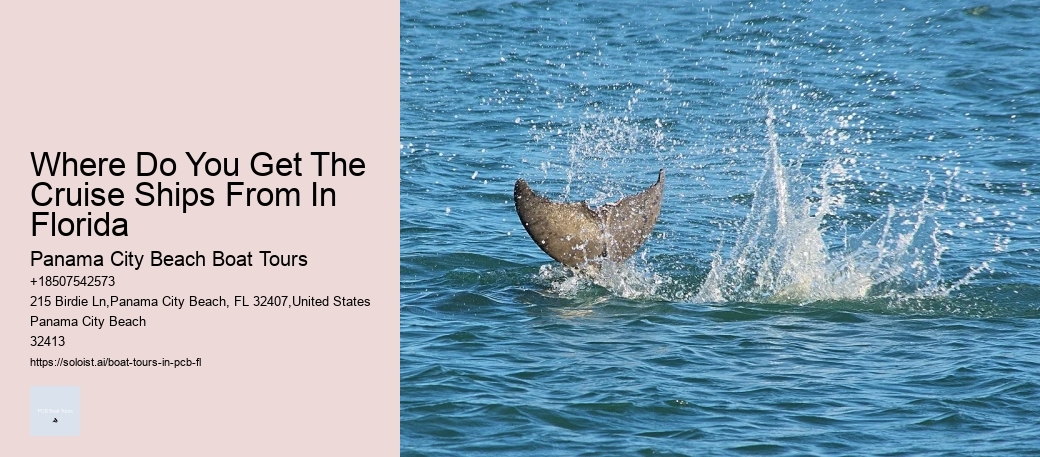 Where Do You Get The
Cruise Ships From In
Florida
Panama City Beach Boat Tours
+18507542573
215 Birdie Ln,Panama City Beach, FL 32407,United States
Panama City Beach
32413
https://soloist.ai/boat-tours-in-pcb-fl